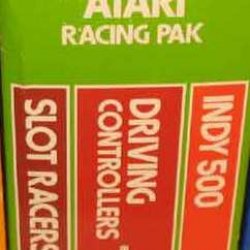 ATARI
RACING PAK
SLOT RACERS
DRIVING
CONTROLLERS
INDY 500